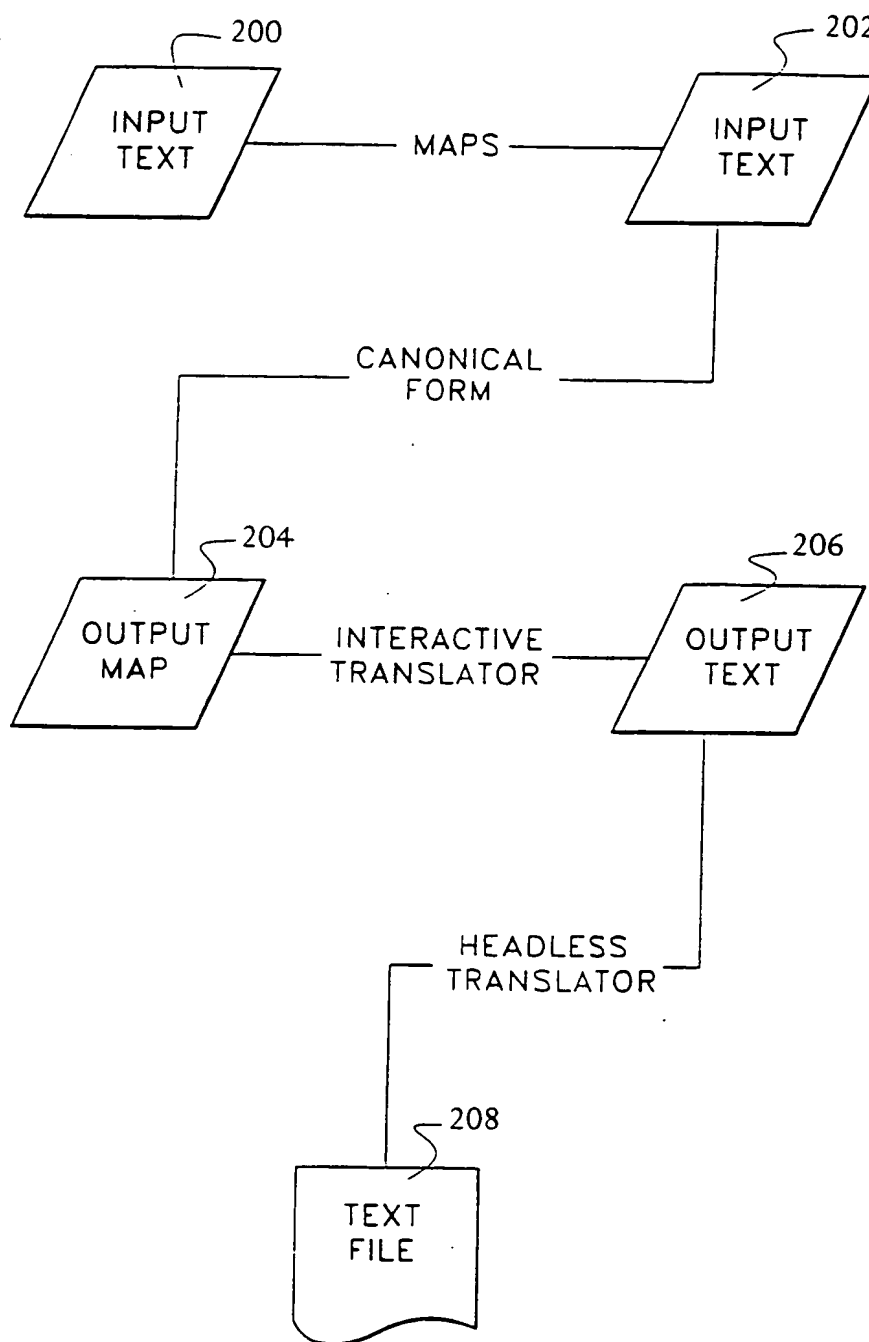 200
202
INPUT
TEXT
MAPS
INPUT
TEXT
CANONICAL
FORM
204
206
OUTPUT
MAP
INTERACTIVE
TRANSLATOR
OUTPUT
TEXT
HEADLESS
TRANSLATOR
208
TEXT
FILE